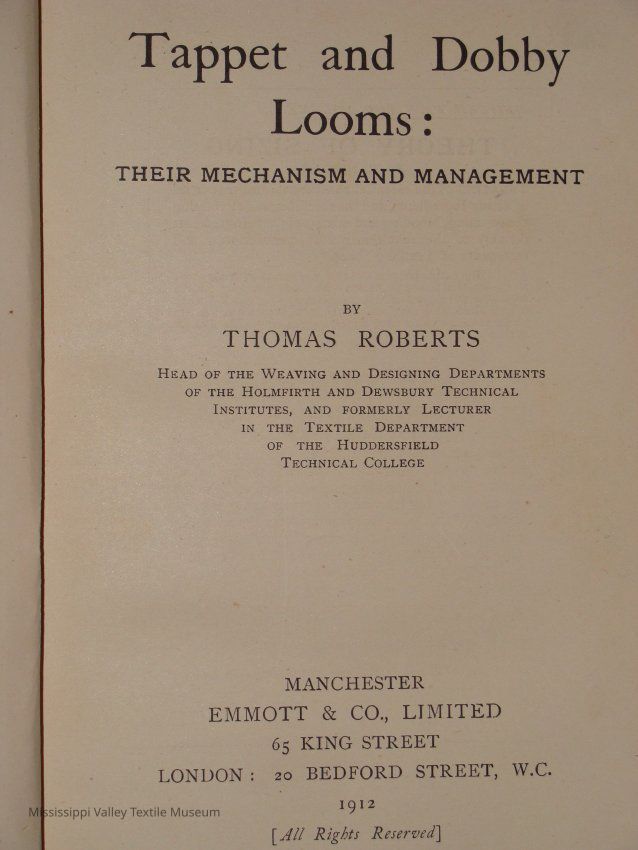 Tappet and Dobby
Looms:
THEIR MECHANISM AND MANAGEMENT
BY
THOMAS ROBERTS
HEAD OF THE WEAVING AND DESIGNING DEPARTMENTS
OF THE HOLMFIRTH AND DEWSBURY TECHNICAL
INSTITUTES, AND FORMERLY LECTURER
IN THE TEXTILE DEPARTMENT
OF THE HUDDERSFIELD
TECHNICAL COLLEGE
MANCHESTER
EMMOTT & CO., LIMITED
65 KING STREET
LONDON: 20 BEDFORD STREET, W.C.
1912
Mississippi Valley Textile Museum
[All Rights Reserved]